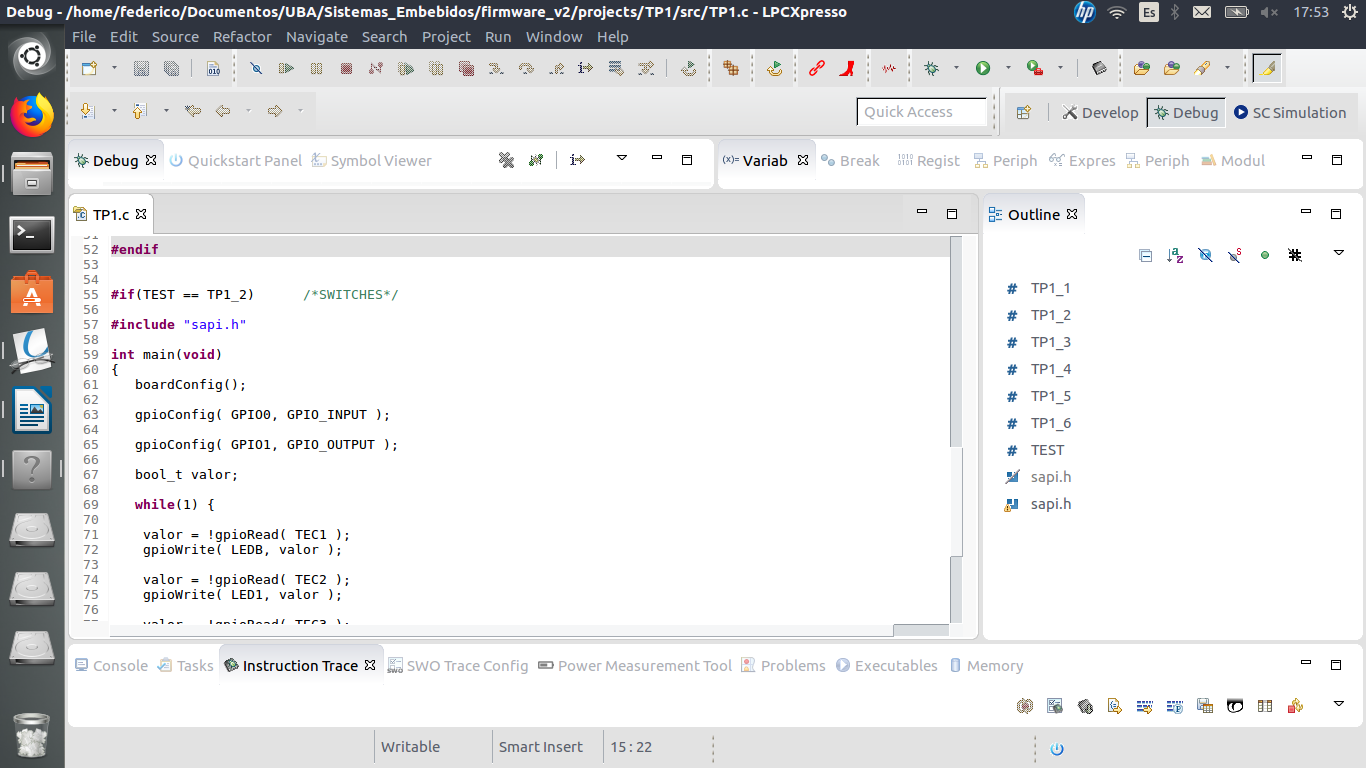 Debug - /home/federico/Documentos/UBA/Sistemas_Embebidos/firmware_v2/projects/TP1/src/TP1.c - LPCXpresso
hp
Es
17:53
File Edit Source Refactor Navigate Search Project Run Window Help
010
Quick Access
Develop
Debug
SC Simulation
Debug
Quickstart Panel
Symbol Viewer
(x)= Variab
Break
1010 0101 Regist
Periph
Expres
Periph
Modul
TP1.c
Outline
52 #endif
53
54
55 #if(TEST == TP1_2)      /*SWITCHES*/
56
57 #include "sapi.h"
58
59 int main(void)
60 {
61    boardConfig();
62
63    gpioConfig( GPIO0, GPIO_INPUT );
64
65    gpioConfig( GPIO1, GPIO_OUTPUT );
66
67    bool_t valor;
68
69    while(1) {
70
71     valor = !gpioRead( TEC1 );
72     gpioWrite( LEDB, valor );
73
74     valor = !gpioRead( TEC2 );
75     gpioWrite( LED1, valor );
76
77     valor = !gpioRead( TEC3 );
# TP1_1
# TP1_2
# TP1_3
# TP1_4
# TP1_5
# TP1_6
# TEST
sapi.h
sapi.h
Console
Tasks
Instruction Trace
SWO Trace Config
Power Measurement Tool
Problems
Executables
Memory
Writable
Smart Insert
15 : 22